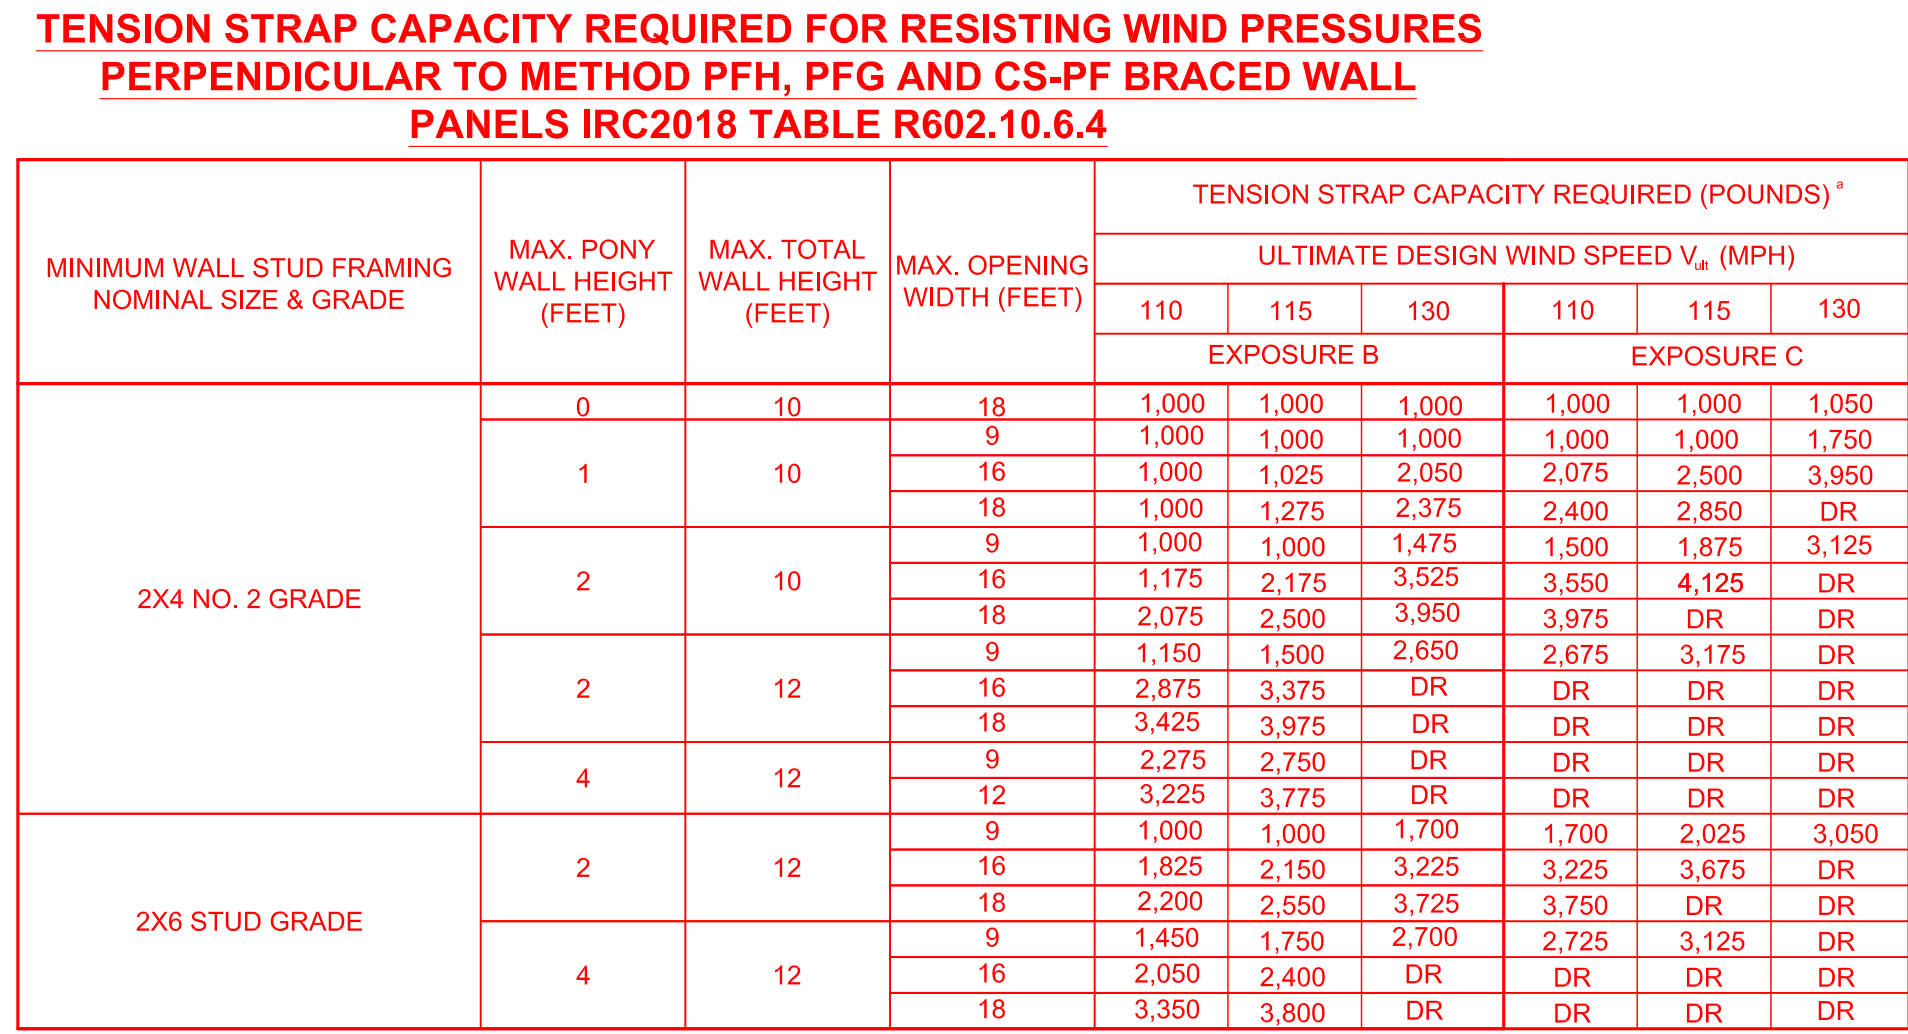 TENSION STRAP CAPACITY REQUIRED FOR RESISTING WIND PRESSURES
PERPENDICULAR TO METHOD PFH, PFG AND CS-PF BRACED WALL
PANELS IRC2018 TABLE R602.10.6.4
MINIMUM WALL STUD FRAMING
NOMINAL SIZE & GRADE
MAX. PONY
WALL HEIGHT
(FEET)
MAX. TOTAL
WALL HEIGHT
(FEET)
MAX. OPENING
WIDTH (FEET)
TENSION STRAP CAPACITY REQUIRED (POUNDS) a
ULTIMATE DESIGN WIND SPEED Vult (MPH)
110 115 130 110 115 130
EXPOSURE B EXPOSURE C
2X4 NO. 2 GRADE
0 10 18 1,000 1,000 1,000 1,000 1,000 1,050
1 10
9 1,000 1,000 1,000 1,000 1,000 1,750
16 1,000 1,025 2,050 2,075 2,500 3,950
18 1,000 1,275 2,375 2,400 2,850 DR
2 10
9 1,000 1,000 1,475 1,500 1,875 3,125
16 1,175 2,175 3,525 3,550 4,125 DR
18 2,075 2,500 3,950 3,975 DR DR
2 12
9 1,150 1,500 2,650 2,675 3,175 DR
16 2,875 3,375 DR DR DR DR
18 3,425 3,975 DR DR DR DR
4 12
9 2,275 2,750 DR DR DR DR
12 3,225 3,775 DR DR DR DR
2X6 STUD GRADE
2 12
9 1,000 1,000 1,700 1,700 2,025 3,050
16 1,825 2,150 3,225 3,225 3,675 DR
18 2,200 2,550 3,725 3,750 DR DR
4 12
9 1,450 1,750 2,700 2,725 3,125 DR
16 2,050 2,400 DR DR DR DR
18 3,350 3,800 DR DR DR DR